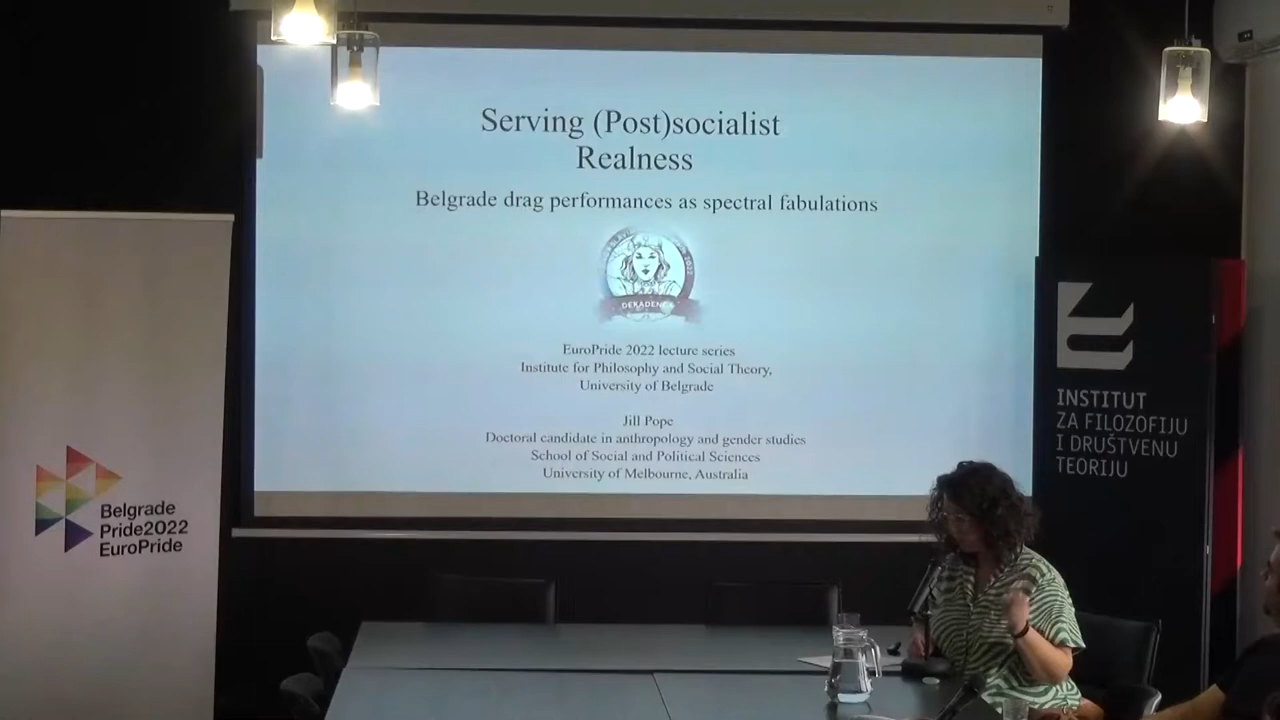 Serving (Post)socialist
Realness
Belgrade drag performances as spectral fabulations
2022
DEKADENCA
EuroPride 2022 lecture series
Institute for Philosophy and Social Theory,
University of Belgrade
Jill Pope
Doctoral candidate in anthropology and gender studies
School of Social and Political Sciences
University of Melbourne, Australia
Belgrade
Pride2022
EuroPride
INSTITUT
ZA FILOZOFIJU
I DRUŠTVENU
TEORIJU